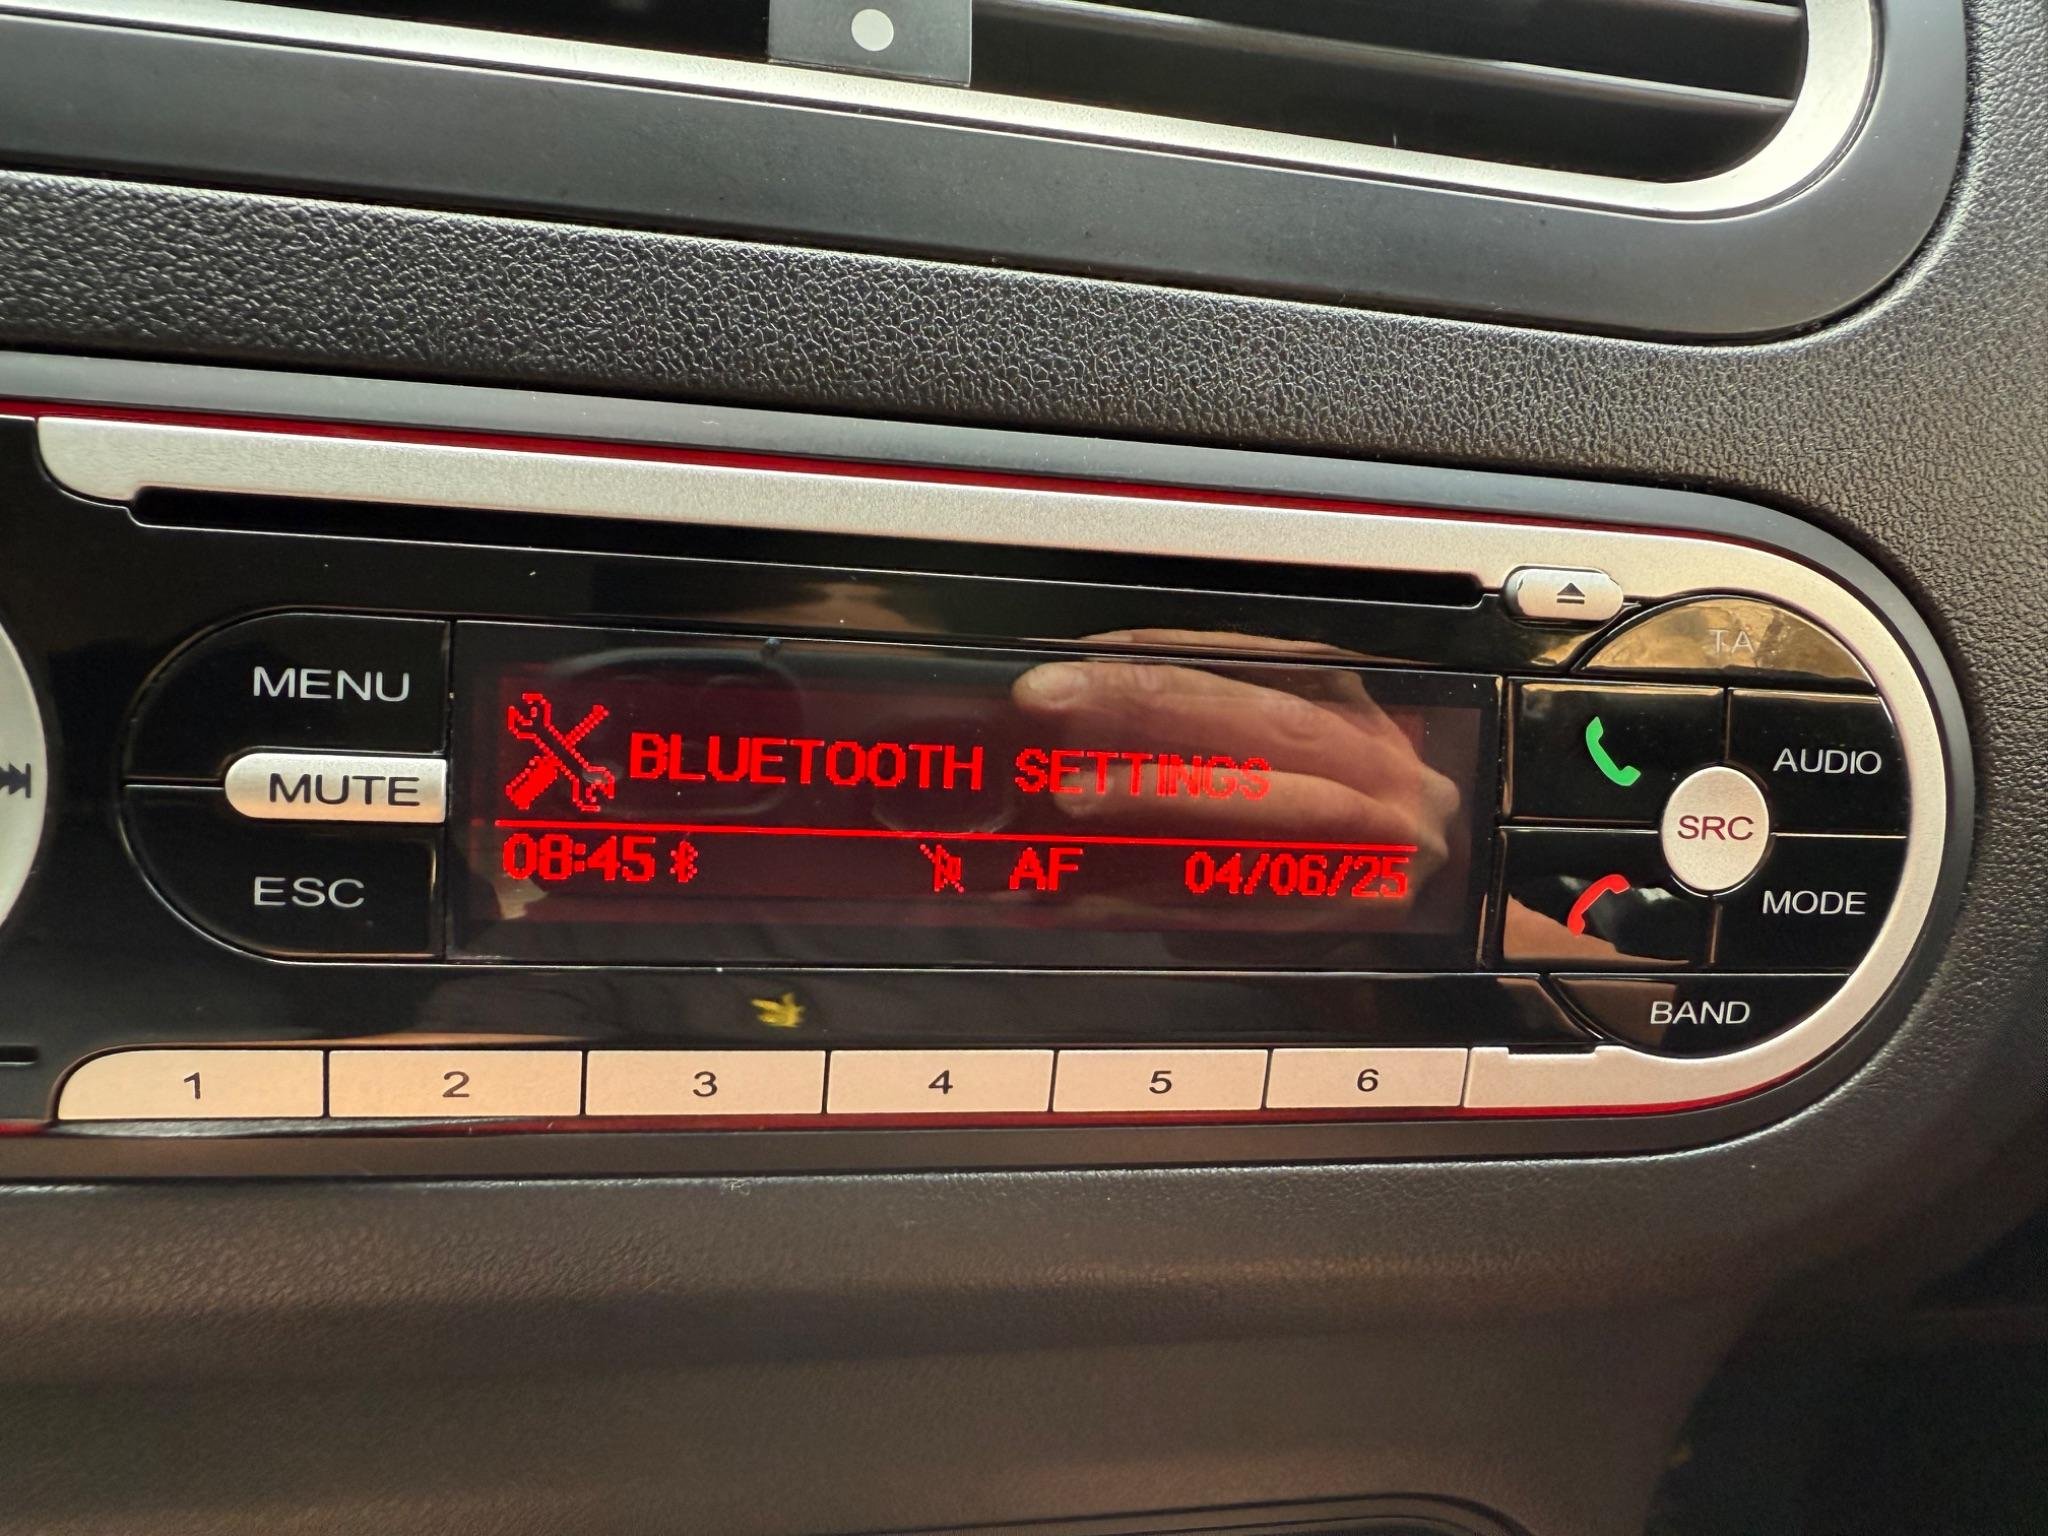 MENU
MUTE
ESC
BLUETOOTH SETTINGS
08:45 AF 04/06/25
TA
AUDIO
SRC
MODE
BAND
1 2 3 4 5 6